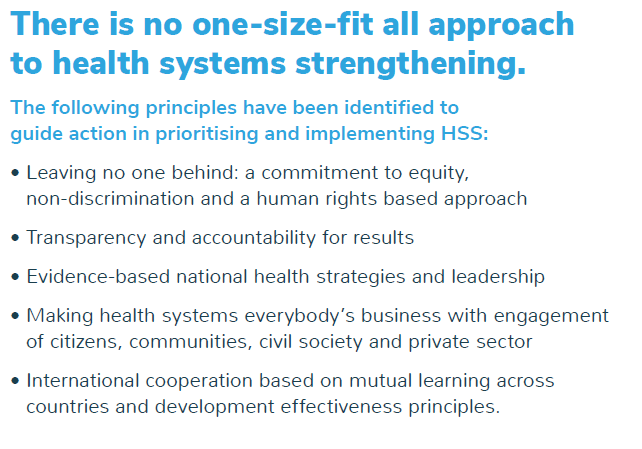 There is no one-size-fit all approach
to health systems strengthening.
The following principles have been identified to
guide action in prioritising and implementing HSS:
• Leaving no one behind: a commitment to equity,
non-discrimination and a human rights based approach
• Transparency and accountability for results
• Evidence-based national health strategies and leadership
• Making health systems everybody’s business with engagement
of citizens, communities, civil society and private sector
• International cooperation based on mutual learning across
countries and development effectiveness principles.